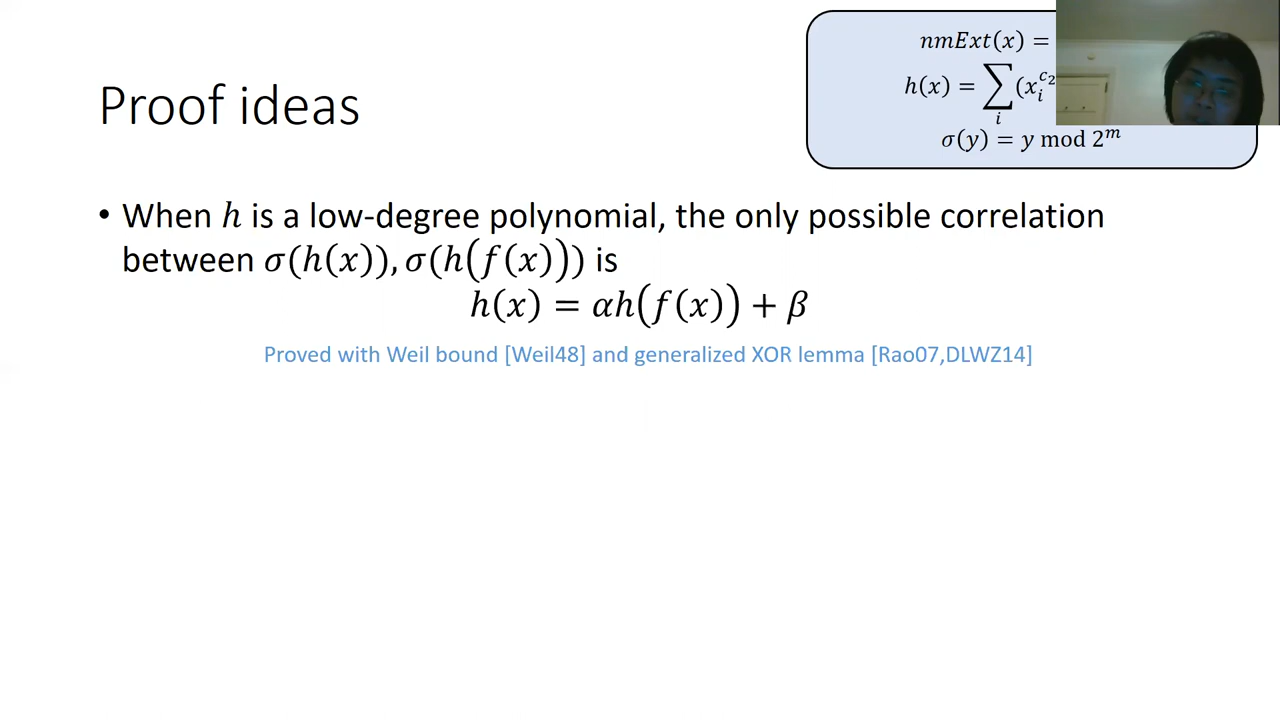 Proof ideas
nmExt(x) =
h(x) = ∑ᵢ (xᵢ^c₂
σ(y) = y mod 2ᵐ
• When h is a low-degree polynomial, the only possible correlation
between σ(h(x)), σ(h(f(x))) is
h(x) = αh(f(x)) + β
Proved with Weil bound [Weil48] and generalized XOR lemma [Rao07,DLWZ14]